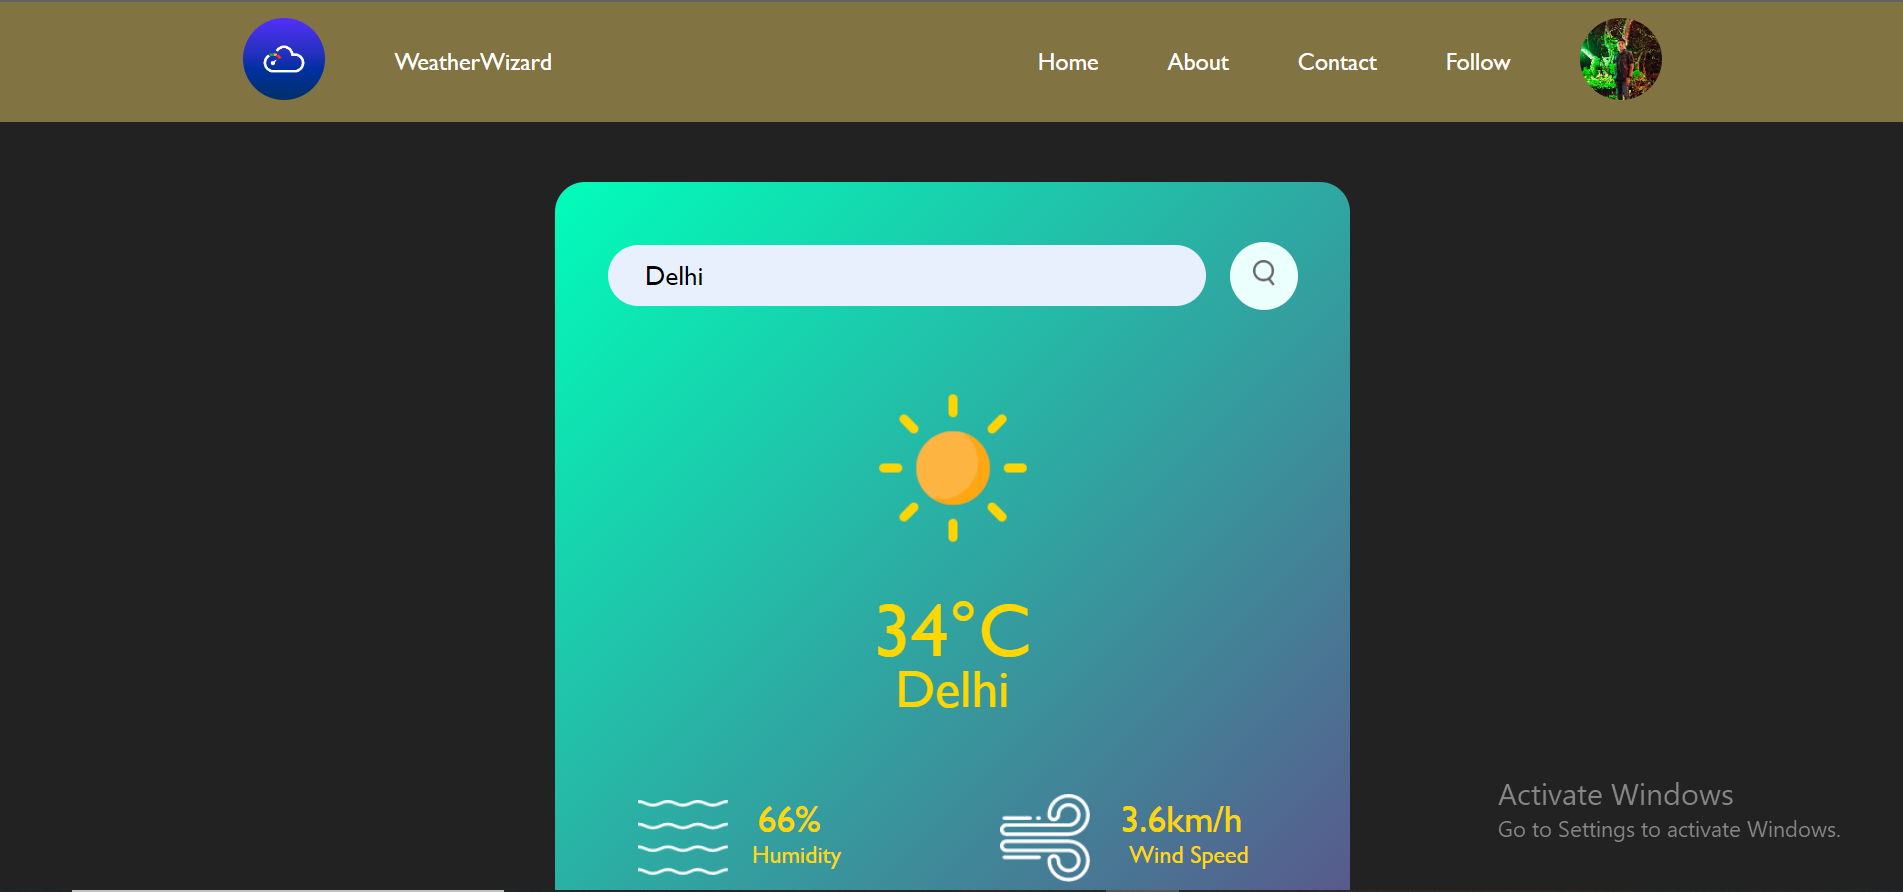 WeatherWizard Home About Contact Follow
Delhi
34°C
Delhi
66%
Humidity
3.6km/h
Wind Speed
Activate Windows
Go to Settings to activate Windows.